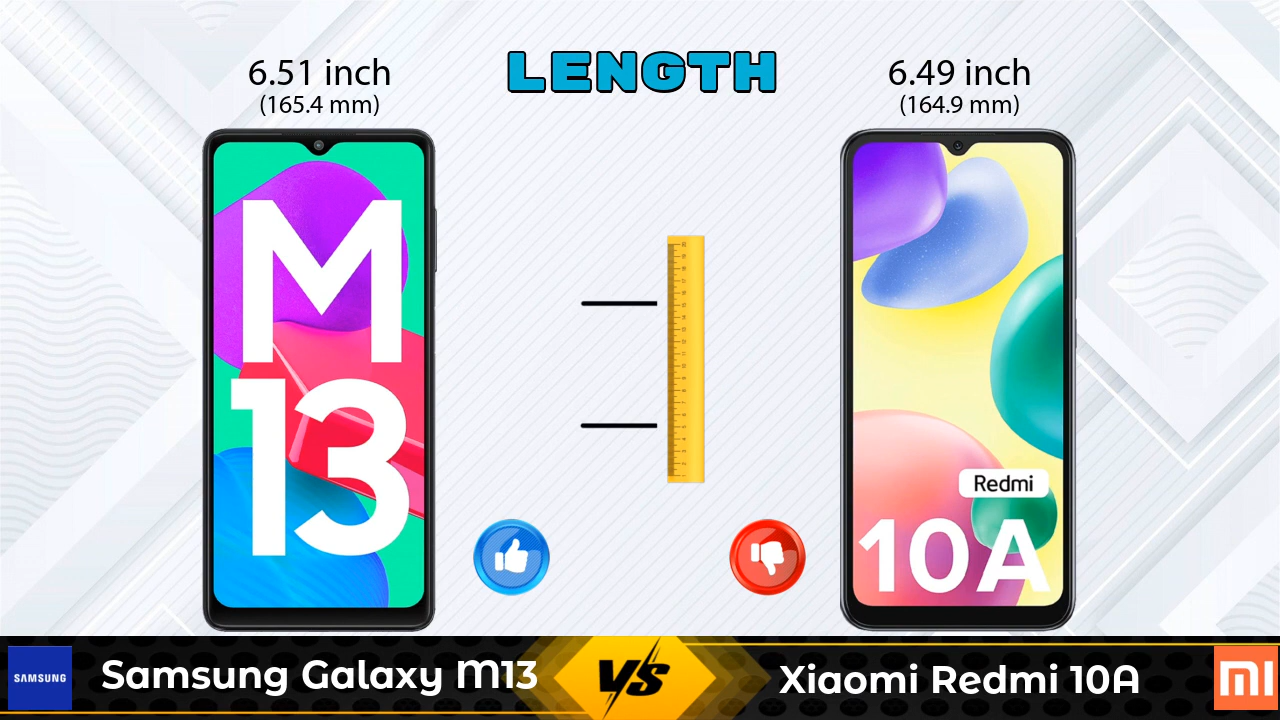 LENGTH
6.51 inch
(165.4 mm)
6.49 inch
(164.9 mm)
M
13
Redmi
10A
SAMSUNG
Samsung Galaxy M13
VS
Xiaomi Redmi 10A
MI